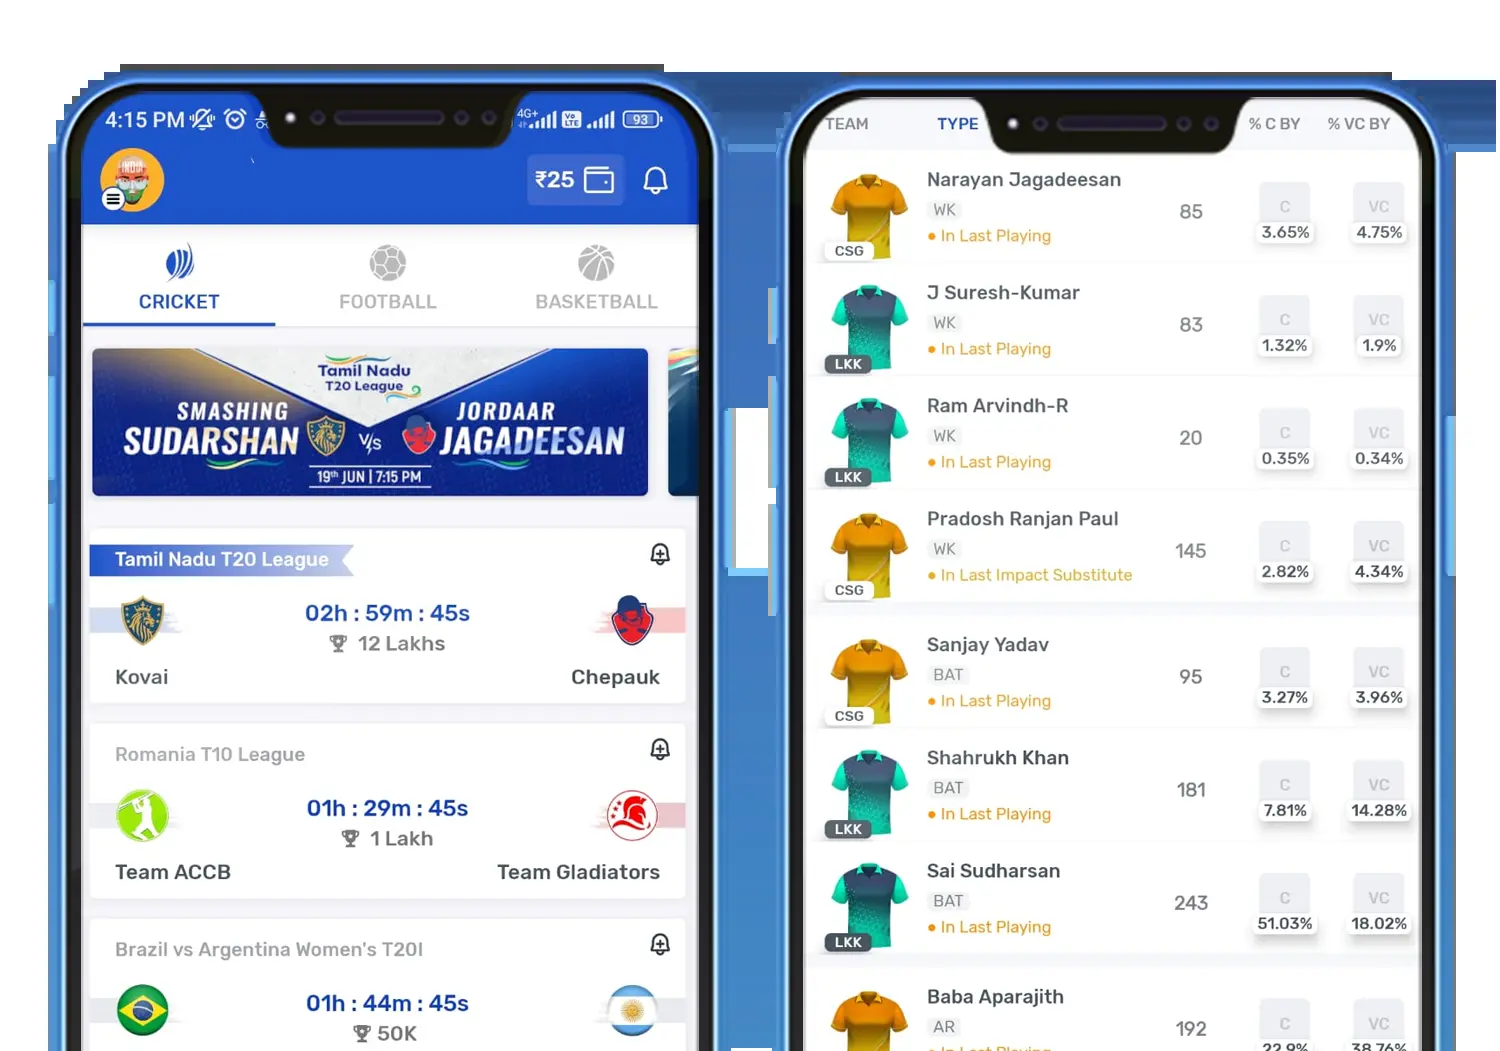 4:15 PM
4G+
Vo
LTE
93
INDIA
₹25
CRICKET
FOOTBALL
BASKETBALL
Tamil Nadu
T20 League
SMASHING
SUDARSHAN
V/s
JORDAAR
JAGADEESAN
19th JUN | 7:15 PM
Tamil Nadu T20 League
02h : 59m : 45s
12 Lakhs
Kovai
Chepauk
Romania T10 League
01h : 29m : 45s
1 Lakh
Team ACCB
Team Gladiators
Brazil vs Argentina Women's T20I
01h : 44m : 45s
50K
TEAM
TYPE
% C BY
% VC BY
Narayan Jagadeesan
WK
• In Last Playing
CSG
85
C
3.65%
VC
4.75%
J Suresh-Kumar
WK
• In Last Playing
LKK
83
C
1.32%
VC
1.9%
Ram Arvindh-R
WK
• In Last Playing
LKK
20
C
0.35%
VC
0.34%
Pradosh Ranjan Paul
WK
• In Last Impact Substitute
CSG
145
C
2.82%
VC
4.34%
Sanjay Yadav
BAT
• In Last Playing
CSG
95
C
3.27%
VC
3.96%
Shahrukh Khan
BAT
• In Last Playing
LKK
181
C
7.81%
VC
14.28%
Sai Sudharsan
BAT
• In Last Playing
LKK
243
C
51.03%
VC
18.02%
Baba Aparajith
AR
• In Last Playing
192
C
22.9%
VC
38.76%